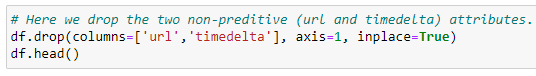 # Here we drop the two non-preditive (url and timedelta) attributes.
df.drop(columns=['url','timedelta'], axis=1, inplace=True)
df.head()